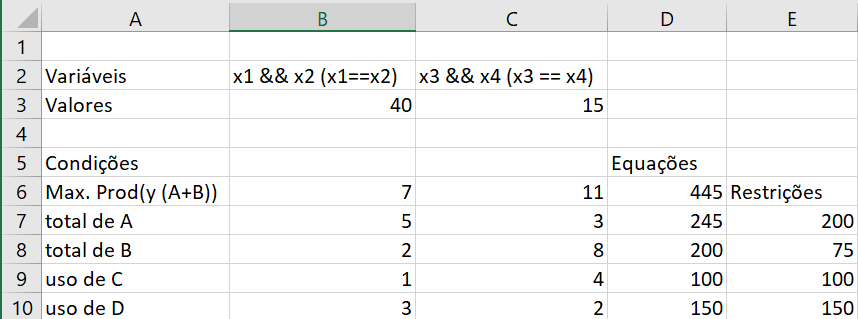 A B C D E
1
2 Variáveis x1 && x2 (x1==x2) x3 && x4 (x3 == x4)
3 Valores 40 15
4
5 Condições Equações
6 Max. Prod(y (A+B)) 7 11 445 Restrições
7 total de A 5 3 245 200
8 total de B 2 8 200 75
9 uso de C 1 4 100 100
10 uso de D 3 2 150 150